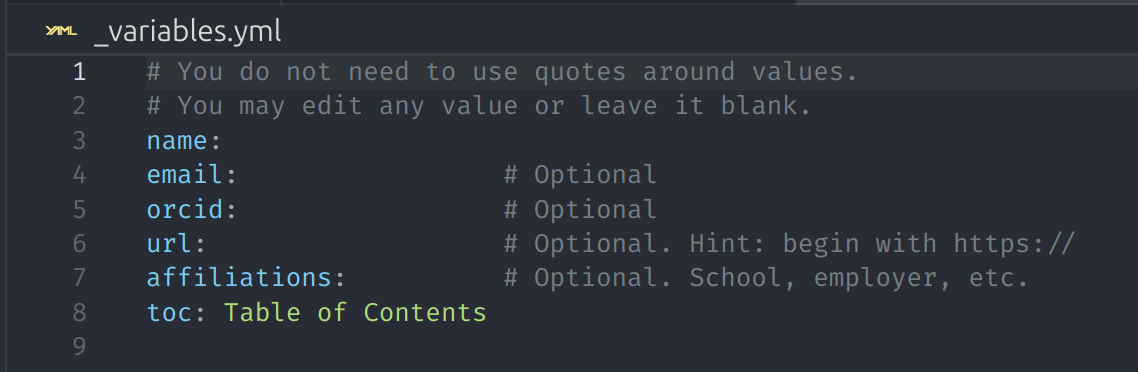 YAML _variables.yml
1 # You do not need to use quotes around values.
2 # You may edit any value or leave it blank.
3 name:
4 email: # Optional
5 orcid: # Optional
6 url: # Optional. Hint: begin with https://
7 affiliations: # Optional. School, employer, etc.
8 toc: Table of Contents
9